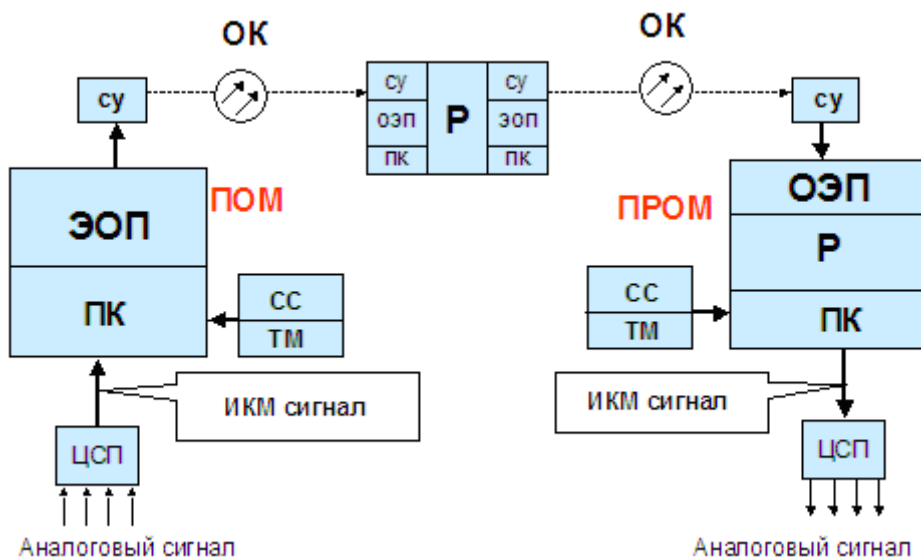 ОК
ОК
су
су
оэп
пк
Р
су
эоп
пк
су
ЭОП
ПК
ПОМ
СС
ТМ
ИКМ сигнал
ЦСП
Аналоговый сигнал
ПРОМ
ОЭП
Р
ПК
СС
ТМ
ИКМ сигнал
ЦСП
Аналоговый сигнал